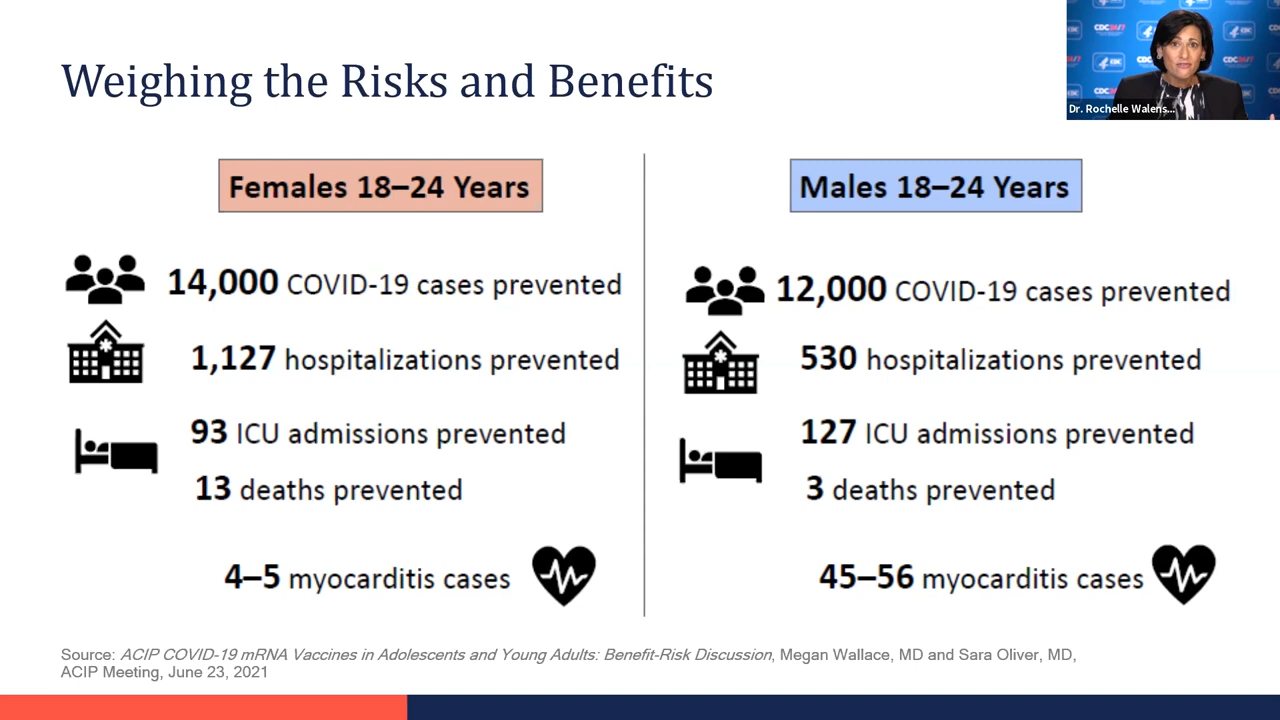 Weighing the Risks and Benefits
CDC 24/7
CDC
Dr. Rochelle Walens...
Females 18–24 Years
14,000 COVID-19 cases prevented
1,127 hospitalizations prevented
93 ICU admissions prevented
13 deaths prevented
4–5 myocarditis cases
Males 18–24 Years
12,000 COVID-19 cases prevented
530 hospitalizations prevented
127 ICU admissions prevented
3 deaths prevented
45–56 myocarditis cases
Source: ACIP COVID-19 mRNA Vaccines in Adolescents and Young Adults: Benefit-Risk Discussion, Megan Wallace, MD and Sara Oliver, MD,
ACIP Meeting, June 23, 2021